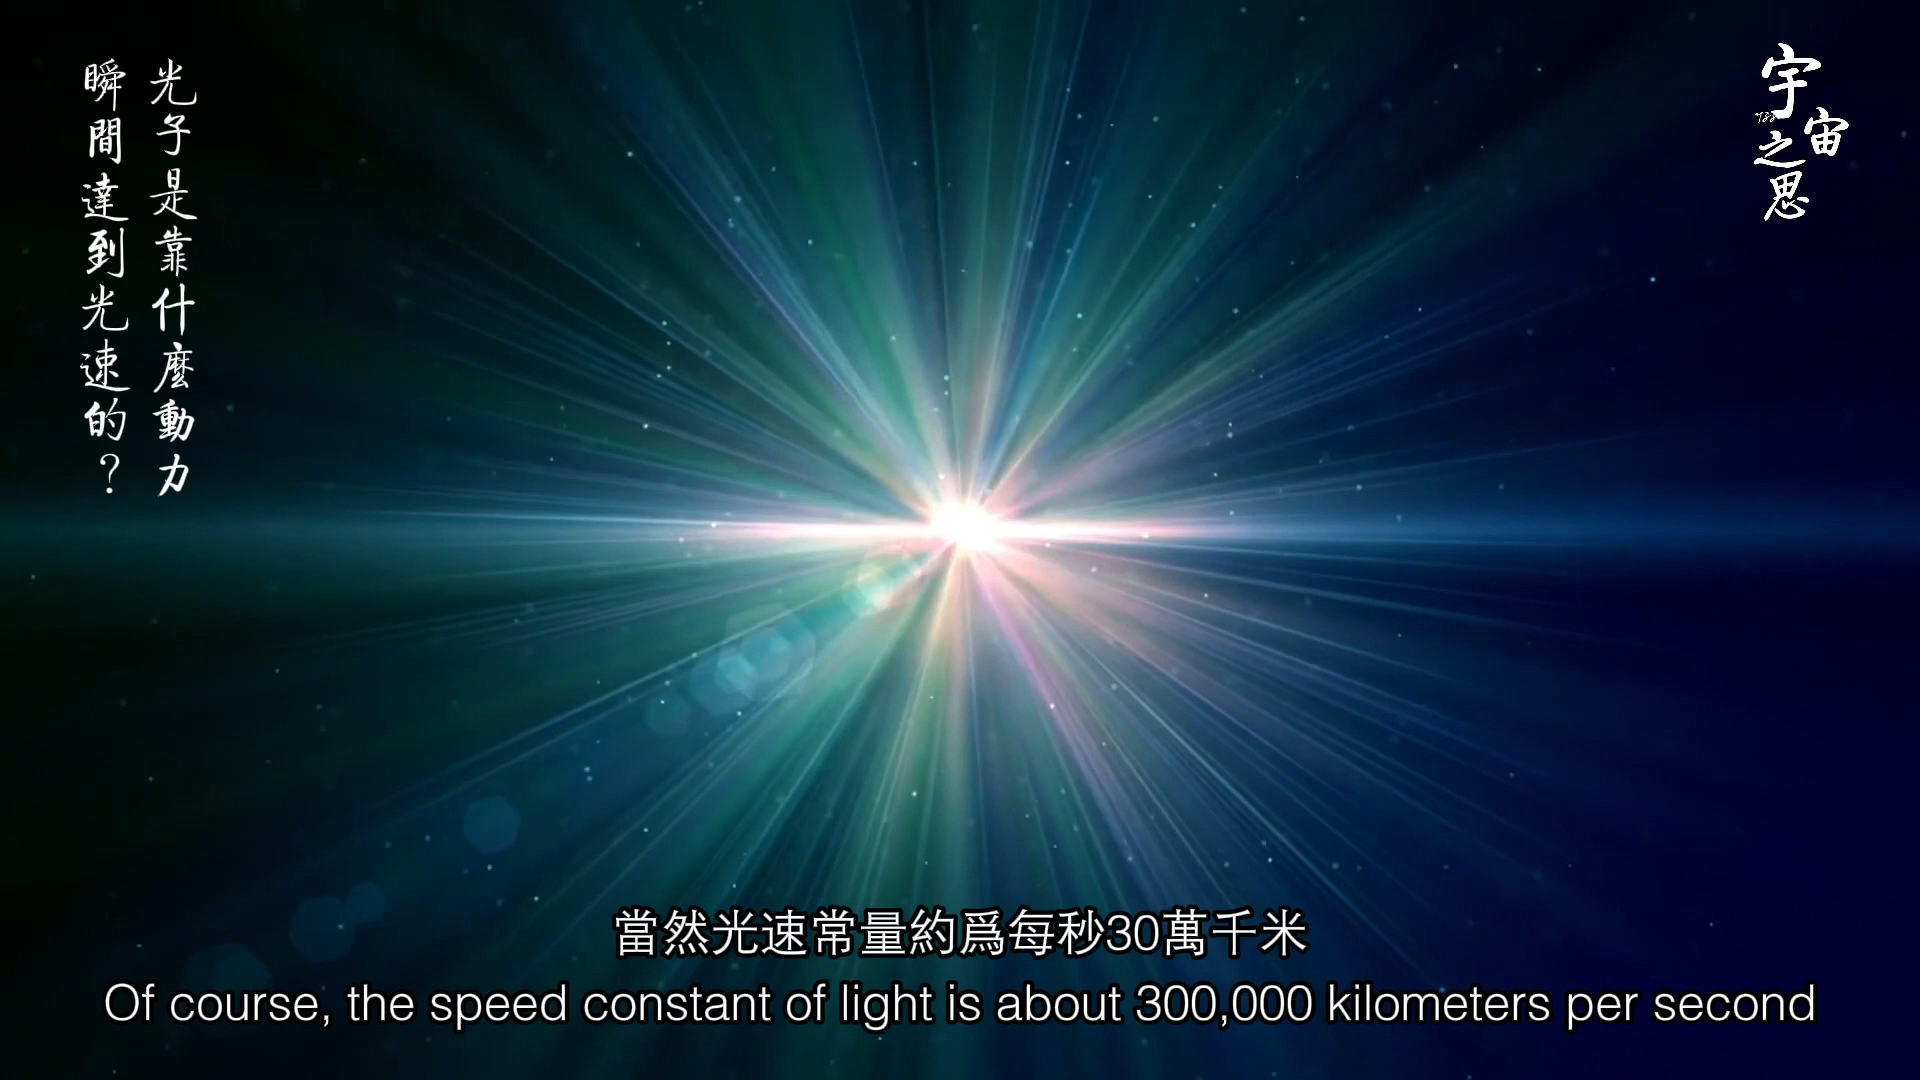 光子是靠什麼動力
瞬間達到光速的？
宇宙之思
當然光速常量約爲每秒30萬千米
Of course, the speed constant of light is about 300,000 kilometers per second